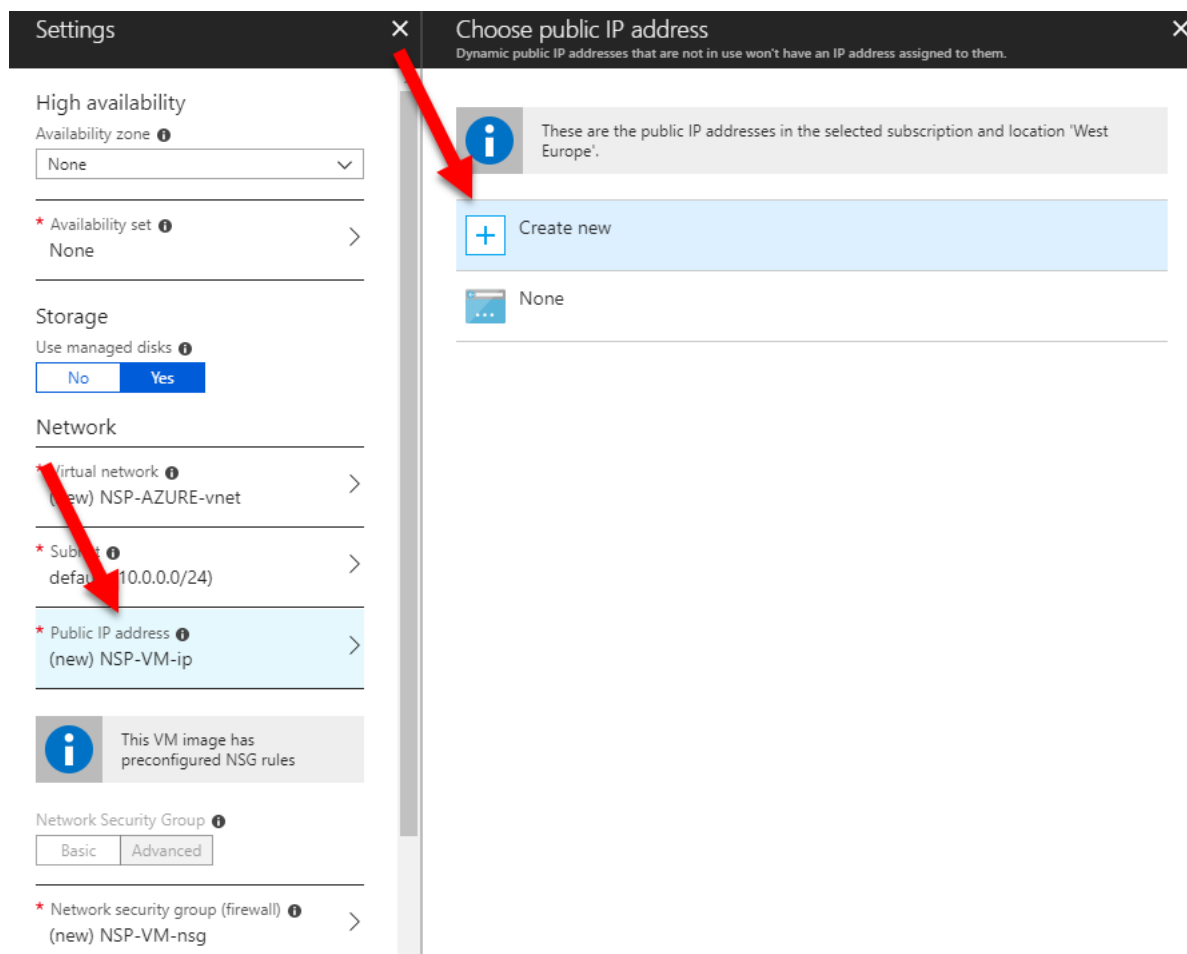 Settings
High availability
Availability zone
None
* Availability set
None
Storage
Use managed disks
No Yes
Network
* Virtual network
(new) NSP-AZURE-vnet
* Subnet
default (10.0.0.0/24)
* Public IP address
(new) NSP-VM-ip
This VM image has
preconfigured NSG rules
Network Security Group
Basic Advanced
* Network security group (firewall)
(new) NSP-VM-nsg
Choose public IP address
Dynamic public IP addresses that are not in use won't have an IP address assigned to them.
These are the public IP addresses in the selected subscription and location 'West
Europe'.
Create new
None